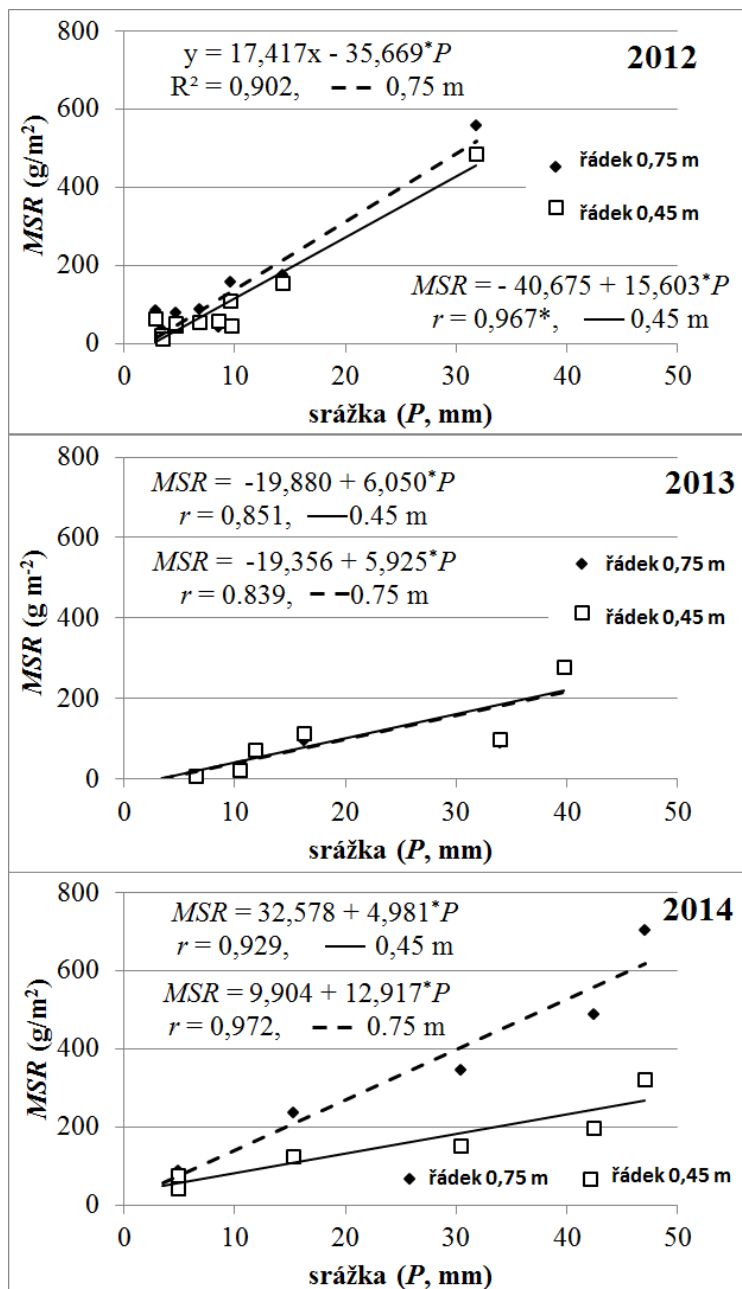 800
600
400
200
0
MSR (g/m²)
y = 17,417x - 35,669*P
R² = 0,902, 0,75 m
2012
řádek 0,75 m
řádek 0,45 m
MSR = - 40,675 + 15,603*P
r = 0,967*, 0,45 m
0 10 20 30 40 50
srážka (P, mm)
800
600
400
200
0
MSR (g m⁻²)
MSR = -19,880 + 6,050*P
r = 0,851, 0.45 m
2013
MSR = -19,356 + 5,925*P
r = 0.839, 0.75 m
řádek 0,75 m
řádek 0,45 m
0 10 20 30 40 50
srážka (P, mm)
800
600
400
200
0
MSR (g/m²)
MSR = 32,578 + 4,981*P
r = 0,929, 0,45 m
2014
MSR = 9,904 + 12,917*P
r = 0,972, 0.75 m
řádek 0,75 m
řádek 0,45 m
0 10 20 30 40 50
srážka (P, mm)